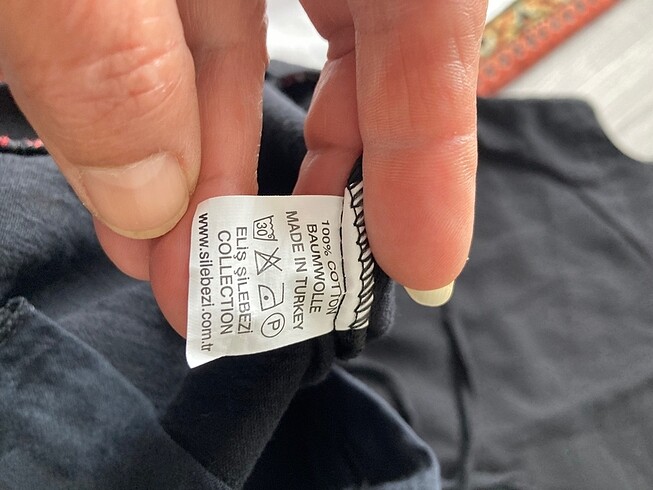 100% COTTON
BAUMWOLLE
MADE IN TURKEY
30° P
ELİŞ ŞİLEBEZİ
COLLECTION
www.silebezi.com.tr